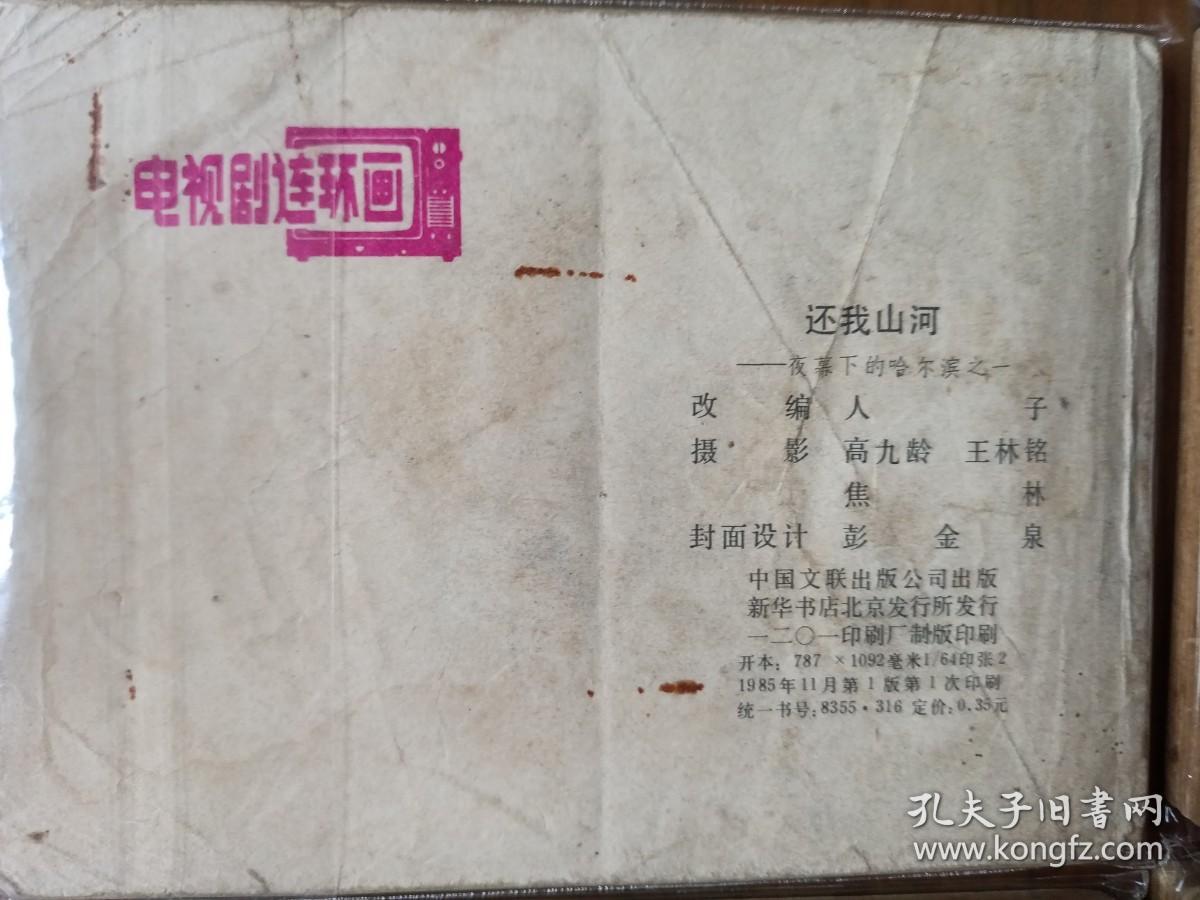 电视剧连环画
还我山河
——夜幕下的哈尔滨之一
改 编 人 子
摄 影 高九龄 王林铭
焦 林
封面设计 彭 金 泉
中国文联出版公司出版
新华书店北京发行所发行
一二〇一印刷厂制版印刷
开本：787 × 1092毫米1/64印张2
1985年11月第1版第1次印刷
统一书号：8355·316 定价：0.35元
孔夫子旧书网
www.kongfz.com